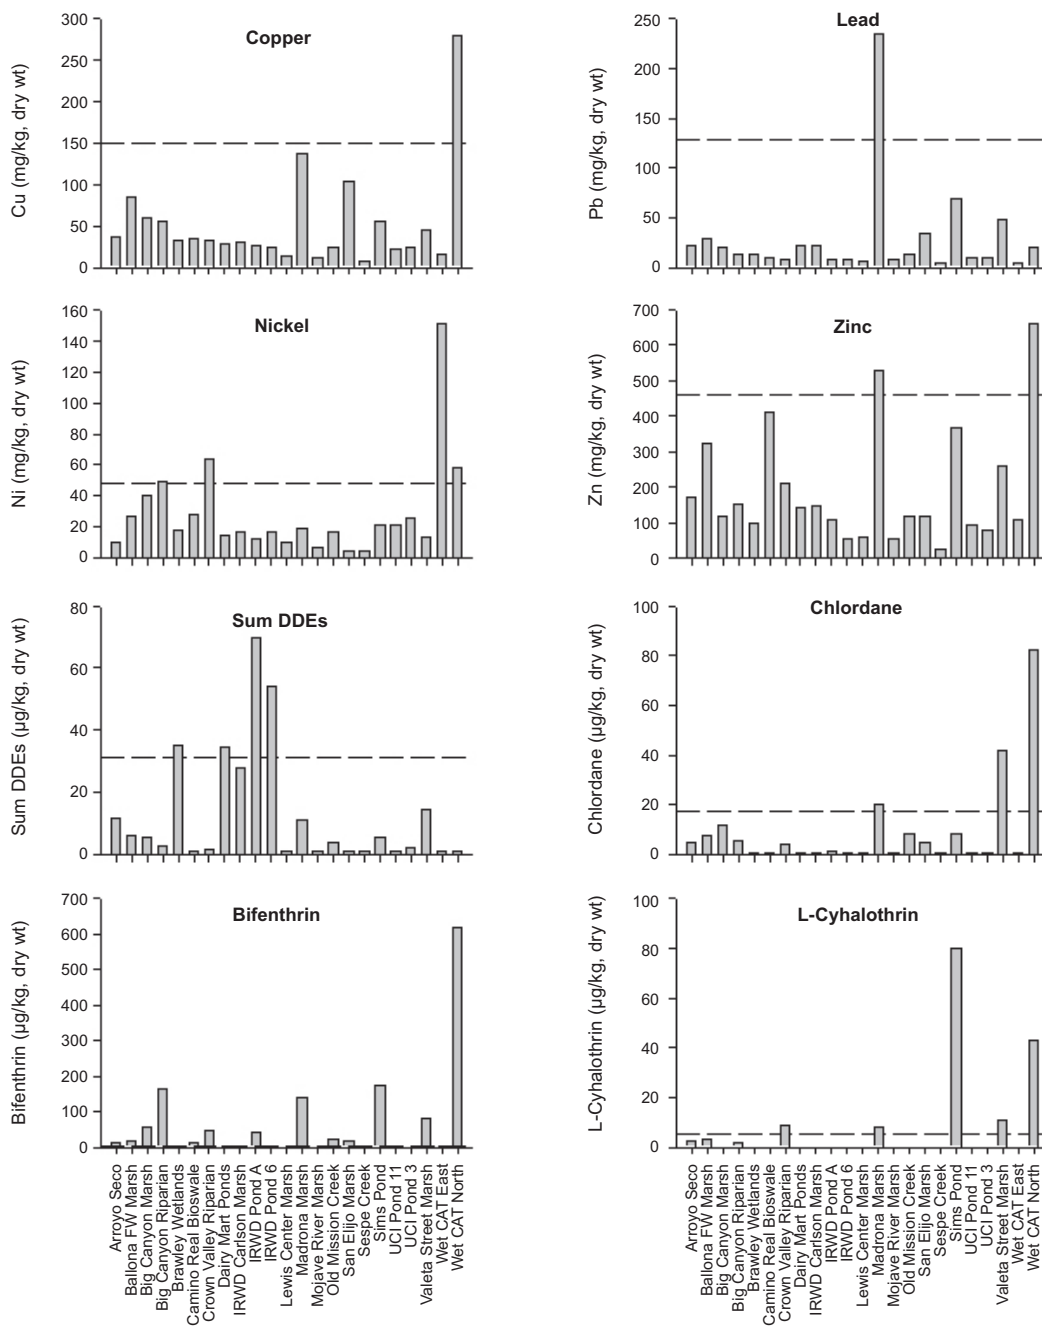 Copper
Cu (mg/kg, dry wt)
300
250
200
150
100
50
0
Lead
Pb (mg/kg, dry wt)
250
200
150
100
50
0
Nickel
Ni (mg/kg, dry wt)
160
140
120
100
80
60
40
20
0
Zinc
Zn (mg/kg, dry wt)
700
600
500
400
300
200
100
0
Sum DDEs
Sum DDEs (µg/kg, dry wt)
80
60
40
20
0
Chlordane
Chlordane (µg/kg, dry wt)
100
80
60
40
20
0
Bifenthrin
Bifenthrin (µg/kg, dry wt)
700
600
500
400
300
200
100
0
Arroyo Seco
Ballona FW Marsh
Big Canyon Marsh
Big Canyon Riparian
Brawley Wetlands
Camino Real Bioswale
Crown Valley Riparian
Dairy Mart Ponds
IRWD Carlson Marsh
IRWD Pond A
IRWD Pond 6
Lewis Center Marsh
Madrona Marsh
Mojave River Marsh
Old Mission Creek
San Elijo Marsh
Sespe Creek
Sims Pond
UCI Pond 11
UCI Pond 3
Valeta Street Marsh
Wet CAT East
Wet CAT North
L-Cyhalothrin
L-Cyhalothrin (µg/kg, dry wt)
100
80
60
40
20
0
Arroyo Seco
Ballona FW Marsh
Big Canyon Marsh
Big Canyon Riparian
Brawley Wetlands
Camino Real Bioswale
Crown Valley Riparian
Dairy Mart Ponds
IRWD Carlson Marsh
IRWD Pond A
IRWD Pond 6
Lewis Center Marsh
Madrona Marsh
Mojave River Marsh
Old Mission Creek
San Elijo Marsh
Sespe Creek
Sims Pond
UCI Pond 11
UCI Pond 3
Valeta Street Marsh
Wet CAT East
Wet CAT North